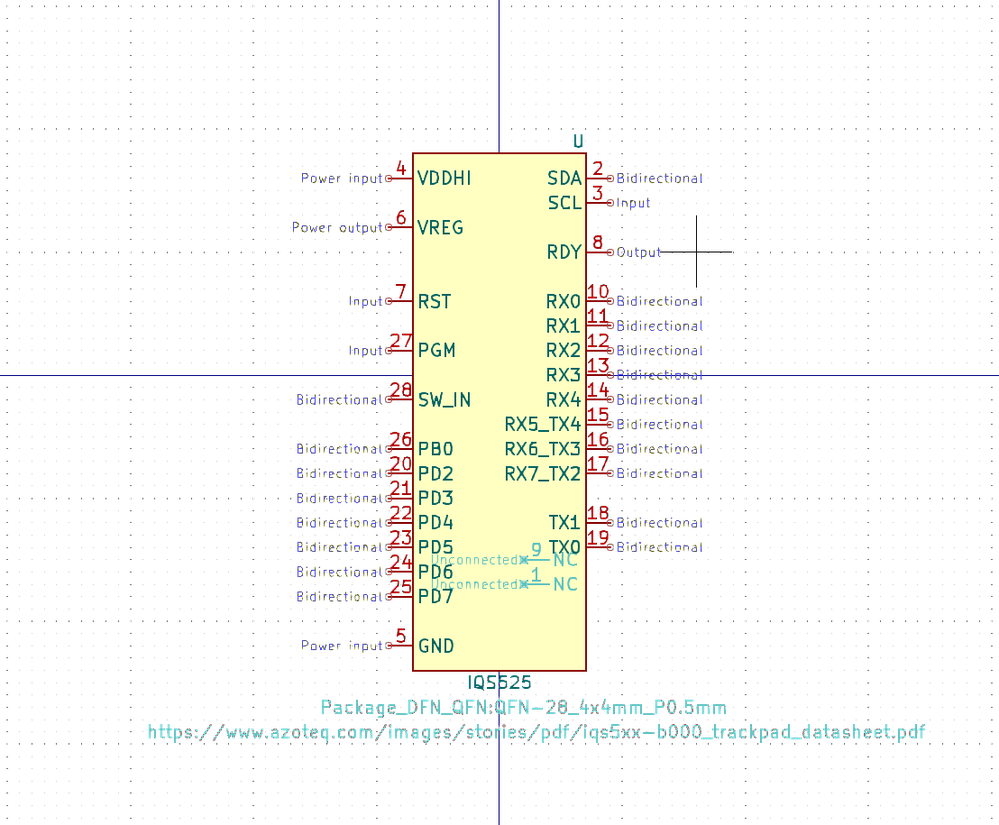 U
Power input 4 VDDHI SDA 2 Bidirectional
SCL 3 Input
Power output 6 VREG
RDY 8 Output
Input 7 RST RX0 10 Bidirectional
RX1 11 Bidirectional
Input 27 PGM RX2 12 Bidirectional
RX3 13 Bidirectional
Bidirectional 28 SW_IN RX4 14 Bidirectional
RX5_TX4 15 Bidirectional
Bidirectional 26 PB0 RX6_TX3 16 Bidirectional
Bidirectional 20 PD2 RX7_TX2 17 Bidirectional
Bidirectional 21 PD3
Bidirectional 22 PD4 TX1 18 Bidirectional
Bidirectional 23 PD5 TX0 19 Bidirectional
Unconnected 9 NC
Bidirectional 24 PD6
Unconnected 1 NC
Bidirectional 25 PD7
Power input 5 GND
IQS525
Package_DFN_QFN:QFN-28_4x4mm_P0.5mm
https://www.azoteq.com/images/stories/pdf/iqs5xx-b000_trackpad_datasheet.pdf